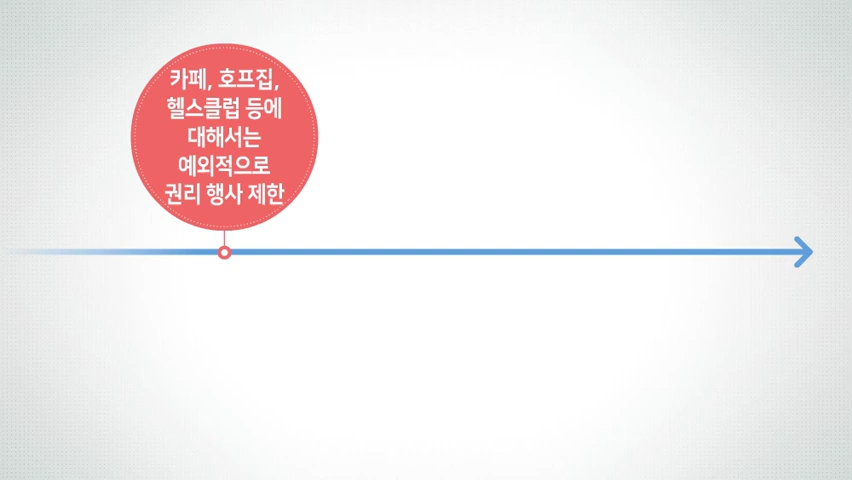 카페, 호프집,
헬스클럽 등에
대해서는
예외적으로
권리 행사 제한